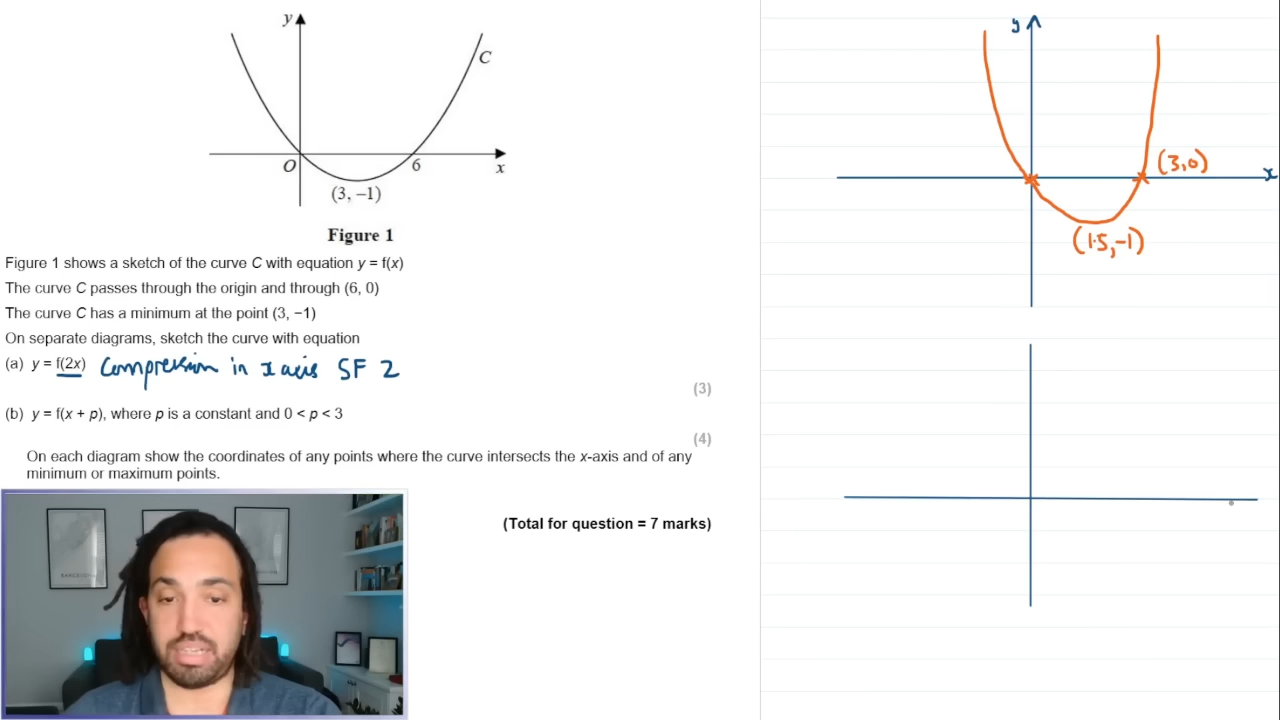 y
C
O
6
x
(3, −1)
Figure 1
Figure 1 shows a sketch of the curve C with equation y = f(x)
The curve C passes through the origin and through (6, 0)
The curve C has a minimum at the point (3, −1)
On separate diagrams, sketch the curve with equation
(a) y = f(2x) Compression in x axis SF 2
(3)
(b) y = f(x + p), where p is a constant and 0 < p < 3
(4)
On each diagram show the coordinates of any points where the curve intersects the x-axis and of any
minimum or maximum points.
(Total for question = 7 marks)
y
(3,0)
x
(1.5,-1)